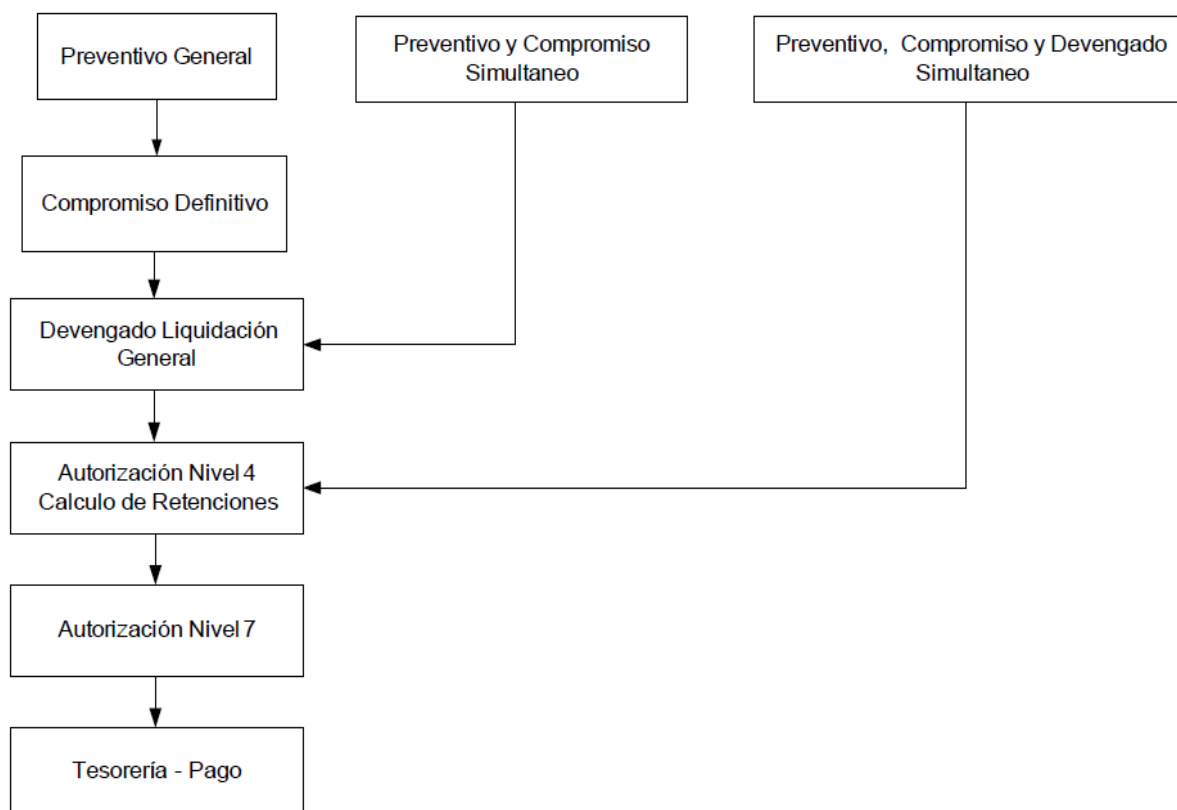 Preventivo General
Preventivo y Compromiso
Simultaneo
Preventivo, Compromiso y Devengado
Simultaneo
Compromiso Definitivo
Devengado Liquidación
General
Autorización Nivel 4
Calculo de Retenciones
Autorización Nivel 7
Tesorería - Pago